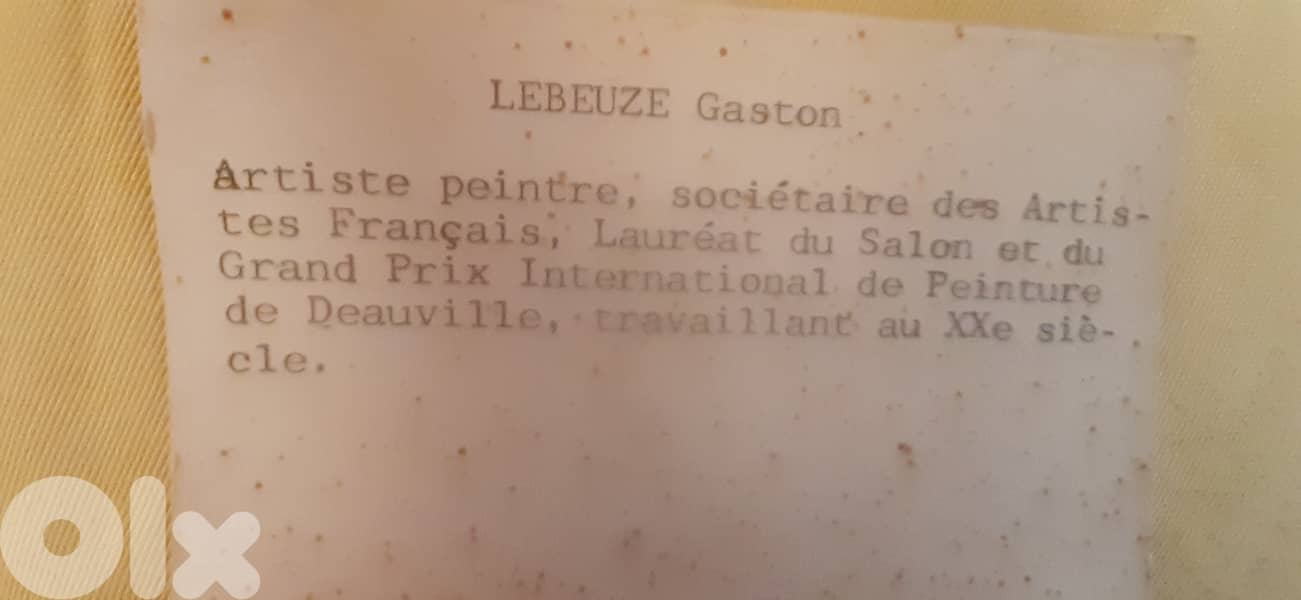 LEBEUZE Gaston
Artiste peintre, sociétaire des Artis-
tes Français, Lauréat du Salon et du
Grand Prix International de Peinture
de Deauville, travaillant au XXe siè-
cle.
olx